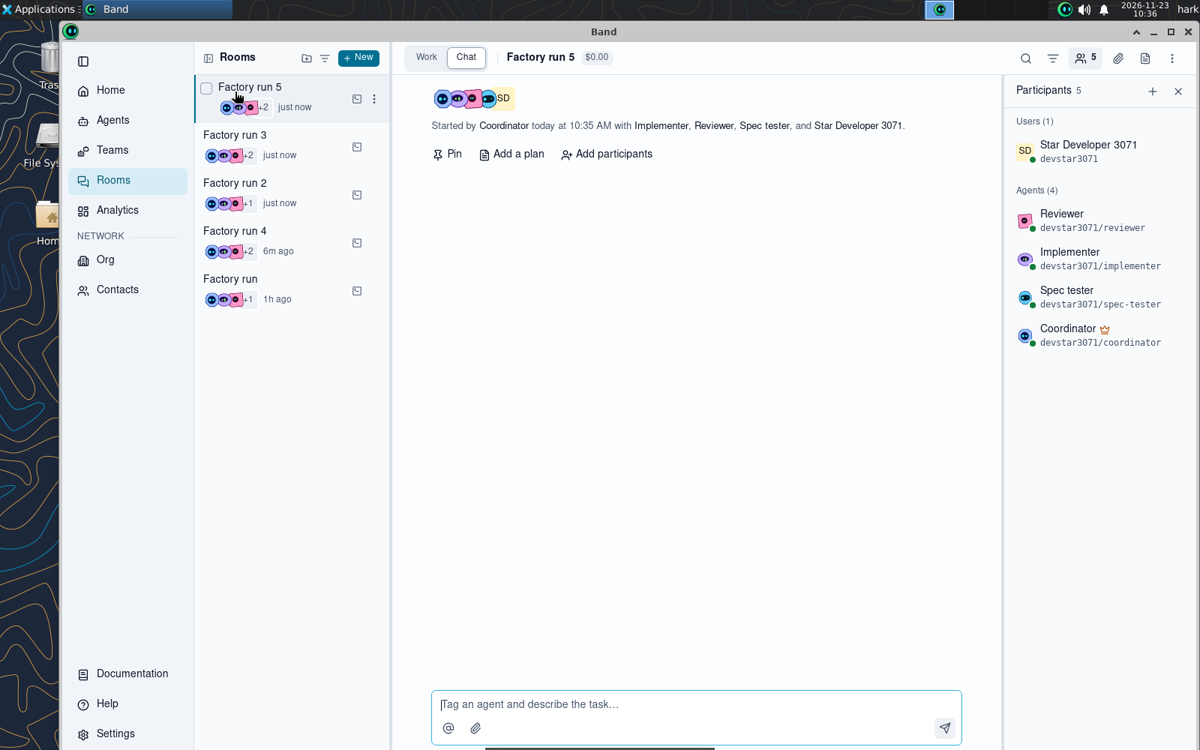 Applications
Band
2026-11-23
10:36
hark
Band
Tras
File Sys
Hom
Home
Agents
Teams
Rooms
Analytics
NETWORK
Org
Contacts
Documentation
Help
Settings
Rooms
+ New
Factory run 5
+2 just now
Factory run 3
+2 just now
Factory run 2
+1 just now
Factory run 4
+2 6m ago
Factory run
+1 1h ago
Work Chat Factory run 5 $0.00
5
SD
Started by Coordinator today at 10:35 AM with Implementer, Reviewer, Spec tester, and Star Developer 3071.
Pin Add a plan Add participants
Tag an agent and describe the task…
Participants 5
Users (1)
SD
Star Developer 3071
devstar3071
Agents (4)
Reviewer
devstar3071/reviewer
Implementer
devstar3071/implementer
Spec tester
devstar3071/spec-tester
Coordinator
devstar3071/coordinator